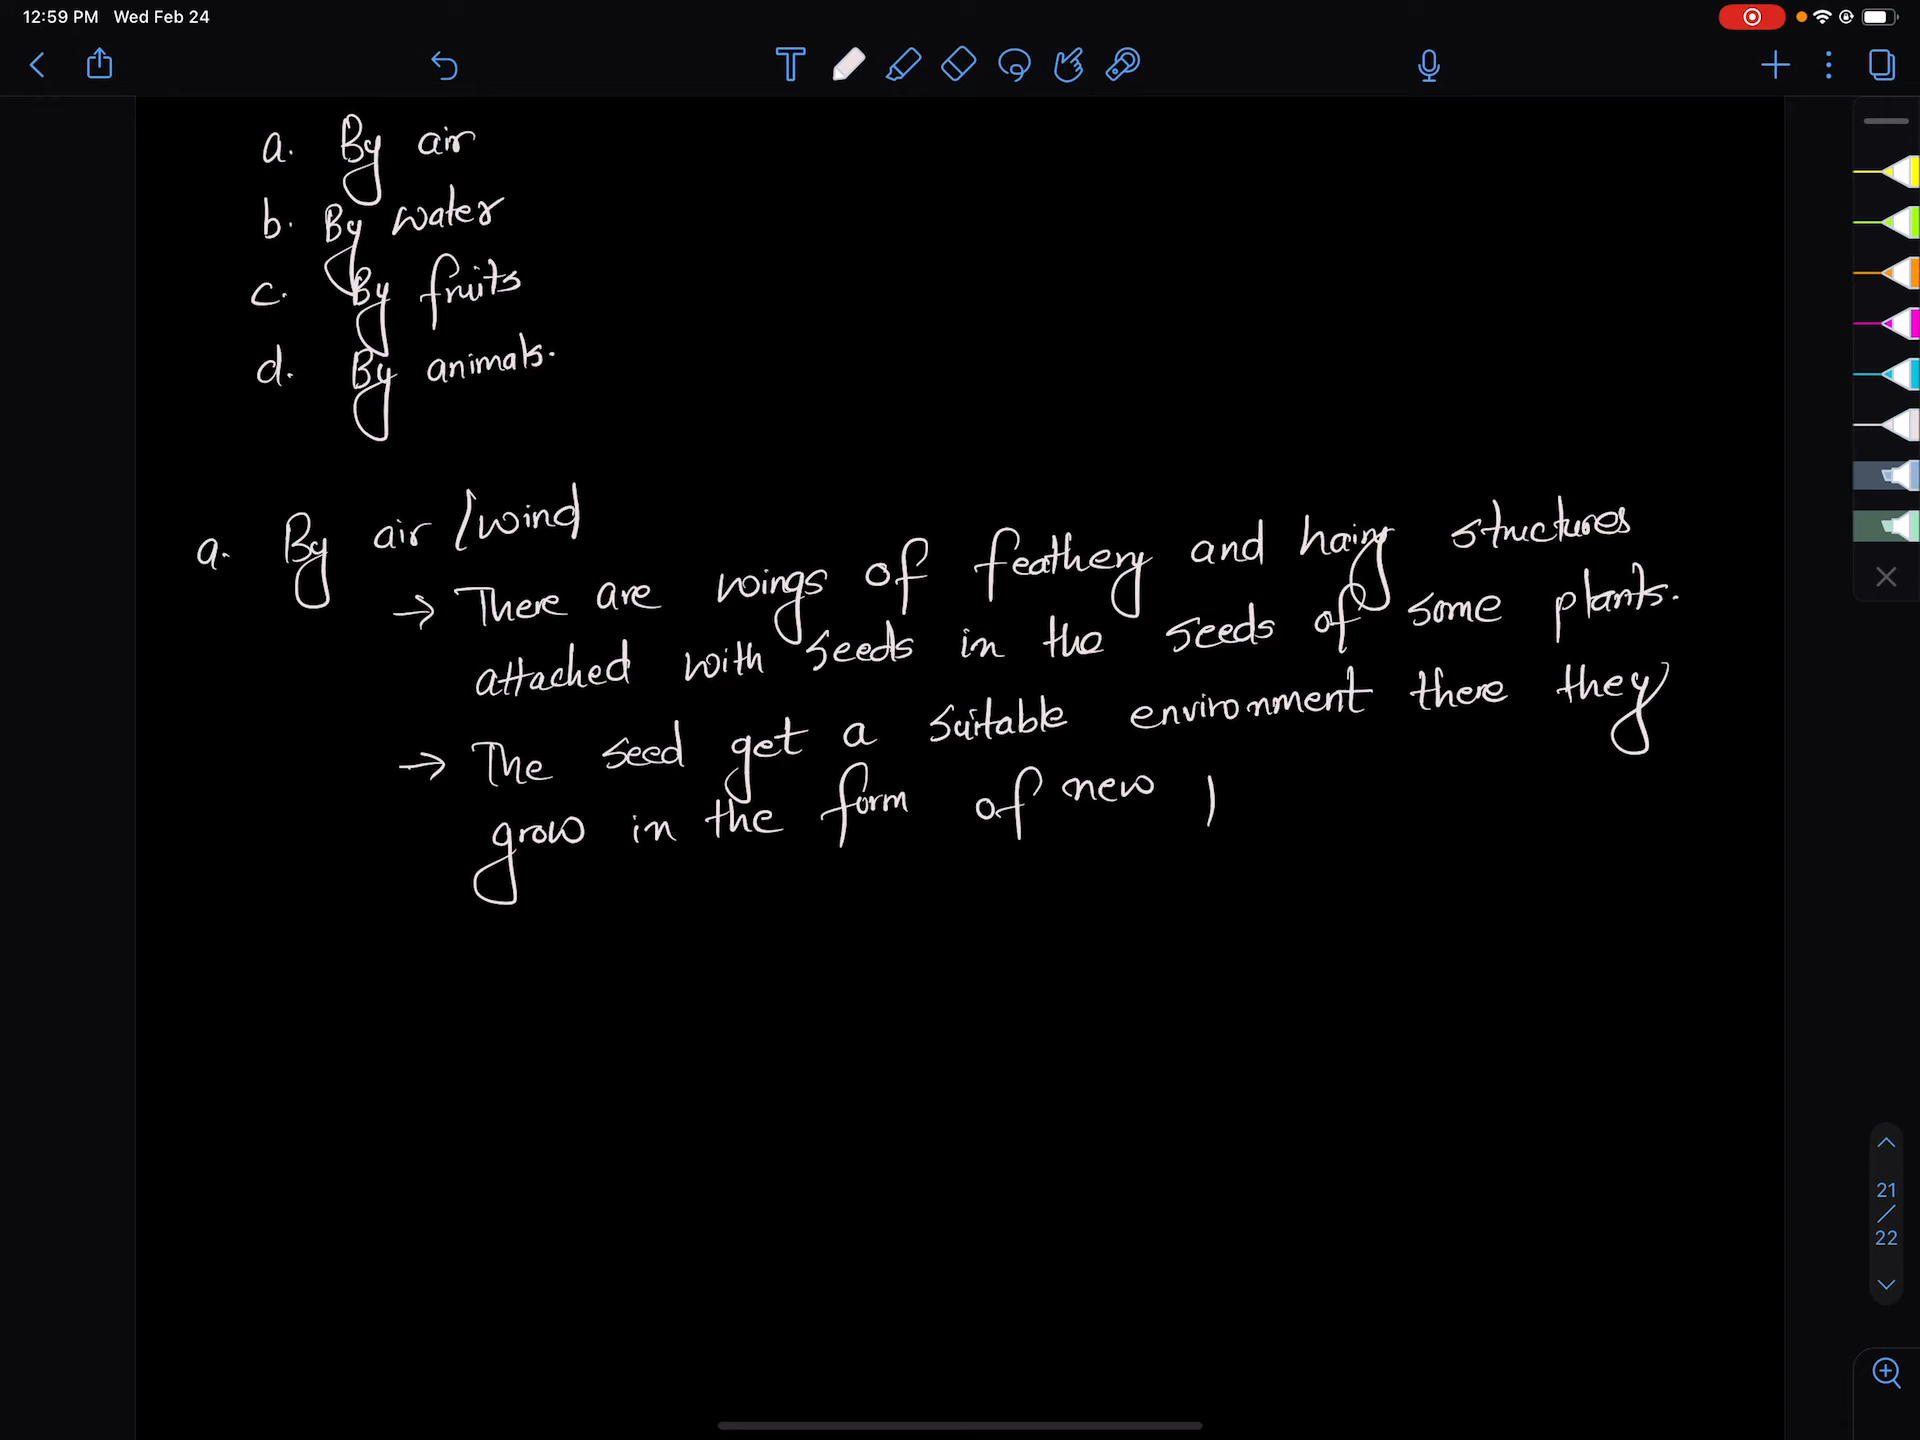 12:59 PM Wed Feb 24
a. By air
b. By water
c. By fruits
d. By animals.
a. By air / wind
→ There are wings of feathery and hairy structures
attached with seeds in the seeds of some plants.
→ The seed get a suitable environment there they
grow in the form of new
21
/
22